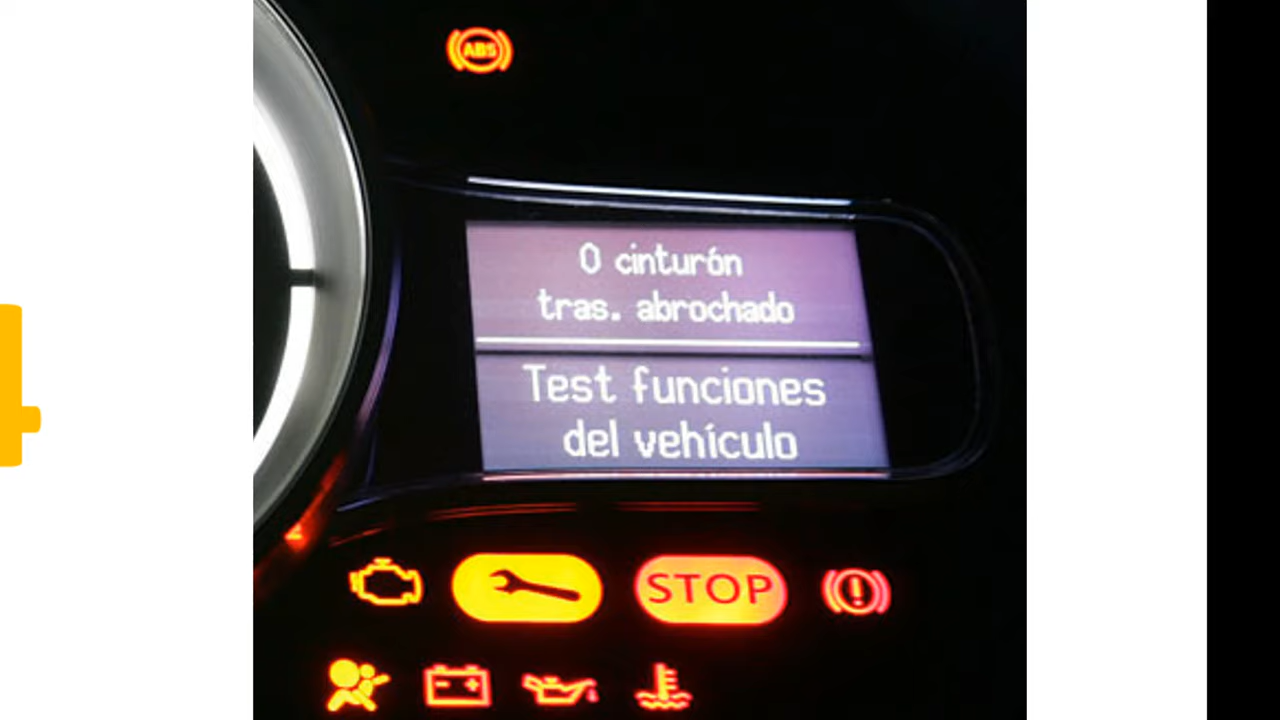 ABS
0 cinturón
tras. abrochado
Test funciones
del vehículo
STOP